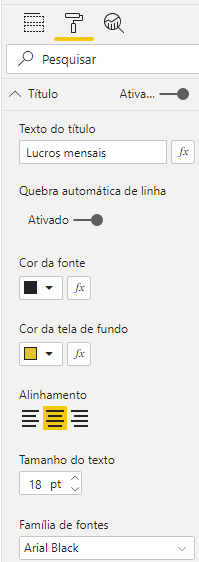 Pesquisar
Título Ativa...
Texto do título
Lucros mensais fx
Quebra automática de linha
Ativado
Cor da fonte
fx
Cor da tela de fundo
fx
Alinhamento
Tamanho do texto
18 pt
Família de fontes
Arial Black